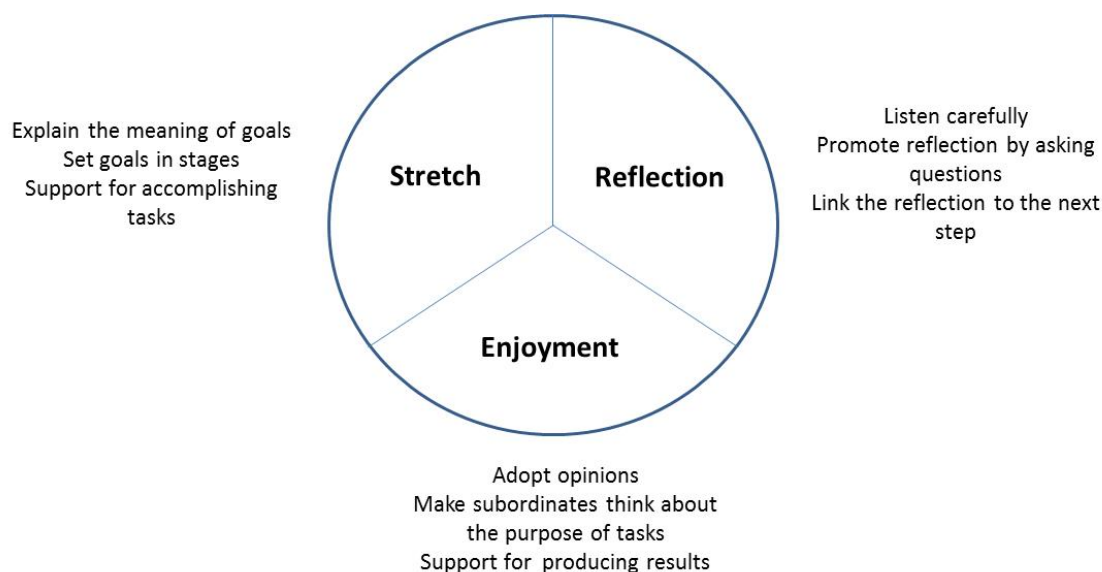 Explain the meaning of goals
Set goals in stages
Support for accomplishing
tasks
Stretch
Reflection
Listen carefully
Promote reflection by asking
questions
Link the reflection to the next
step
Enjoyment
Adopt opinions
Make subordinates think about
the purpose of tasks
Support for producing results